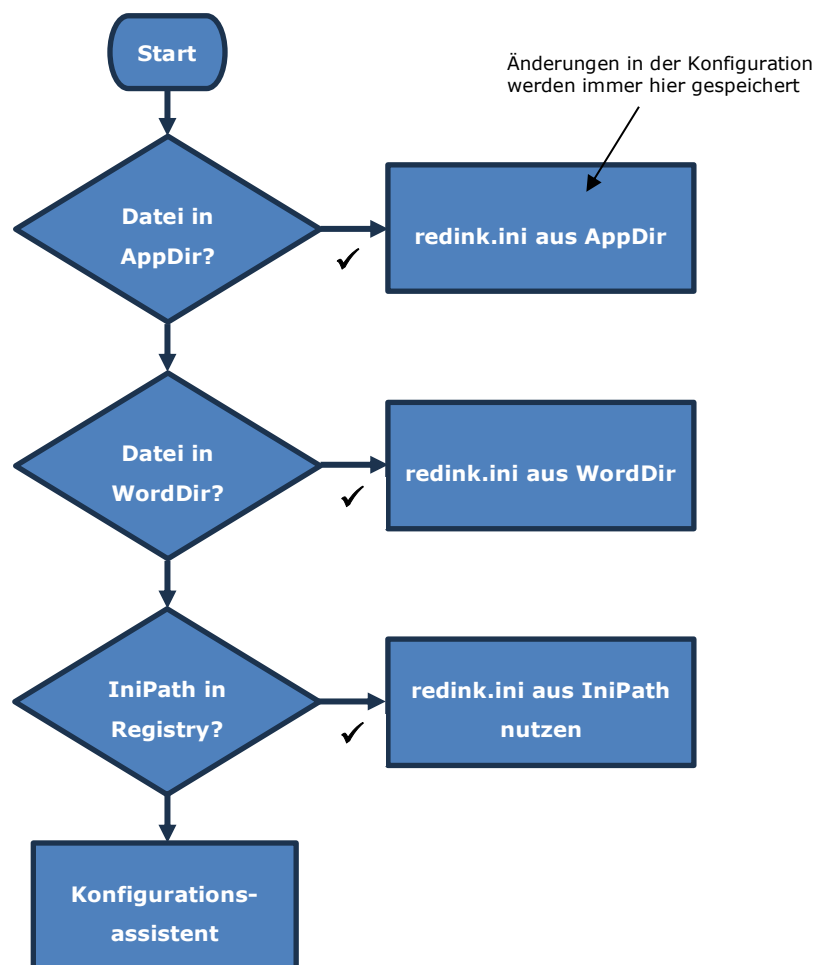 Start
Änderungen in der Konfiguration
werden immer hier gespeichert
Datei in
AppDir?
redink.ini aus AppDir
Datei in
WordDir?
redink.ini aus WordDir
IniPath in
Registry?
redink.ini aus IniPath
nutzen
Konfigurations-
assistent